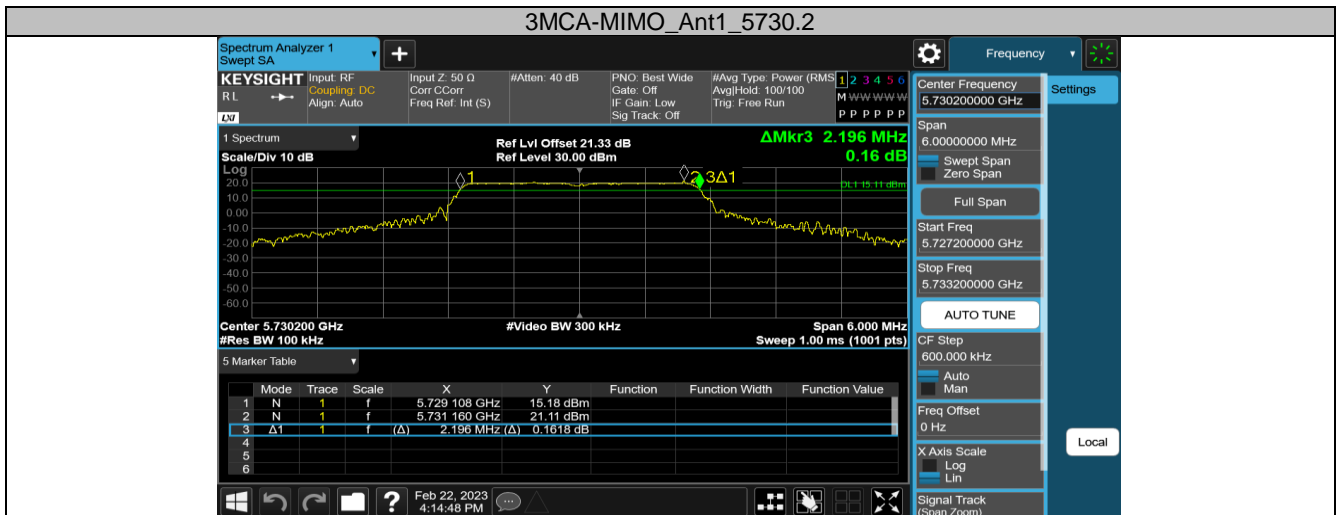 3MCA-MIMO_Ant1_5730.2
Spectrum Analyzer 1
Swept SA
Frequency
KEYSIGHT
RL
LXI
Input: RF
Coupling: DC
Align: Auto
Input Z: 50 Ω
Corr CCorr
Freq Ref: Int (S)
#Atten: 40 dB
PNO: Best Wide
Gate: Off
IF Gain: Low
Sig Track: Off
#Avg Type: Power (RMS
Avg|Hold: 100/100
Trig: Free Run
1 2 3 4 5 6
M W W W W W
P P P P P P
1 Spectrum
Scale/Div 10 dB
Ref Lvl Offset 21.33 dB
Ref Level 30.00 dBm
ΔMkr3 2.196 MHz
0.16 dB
Log
20.0
10.0
0.00
-10.0
-20.0
-30.0
-40.0
-50.0
-60.0
1
2
3Δ1
DL1 15.11 dBm
Center 5.730200 GHz
#Video BW 300 kHz
Span 6.000 MHz
#Res BW 100 kHz
Sweep 1.00 ms (1001 pts)
5 Marker Table
Mode Trace Scale X Y Function Function Width Function Value
1 N 1 f 5.729 108 GHz 15.18 dBm
2 N 1 f 5.731 160 GHz 21.11 dBm
3 Δ1 1 f (Δ) 2.196 MHz (Δ) 0.1618 dB
4
5
6
Feb 22, 2023
4:14:48 PM
Center Frequency
5.730200000 GHz
Settings
Span
6.00000000 MHz
Swept Span
Zero Span
Full Span
Start Freq
5.727200000 GHz
Stop Freq
5.733200000 GHz
AUTO TUNE
CF Step
600.000 kHz
Auto
Man
Freq Offset
0 Hz
X Axis Scale
Log
Lin
Local
Signal Track
(Span Zoom)